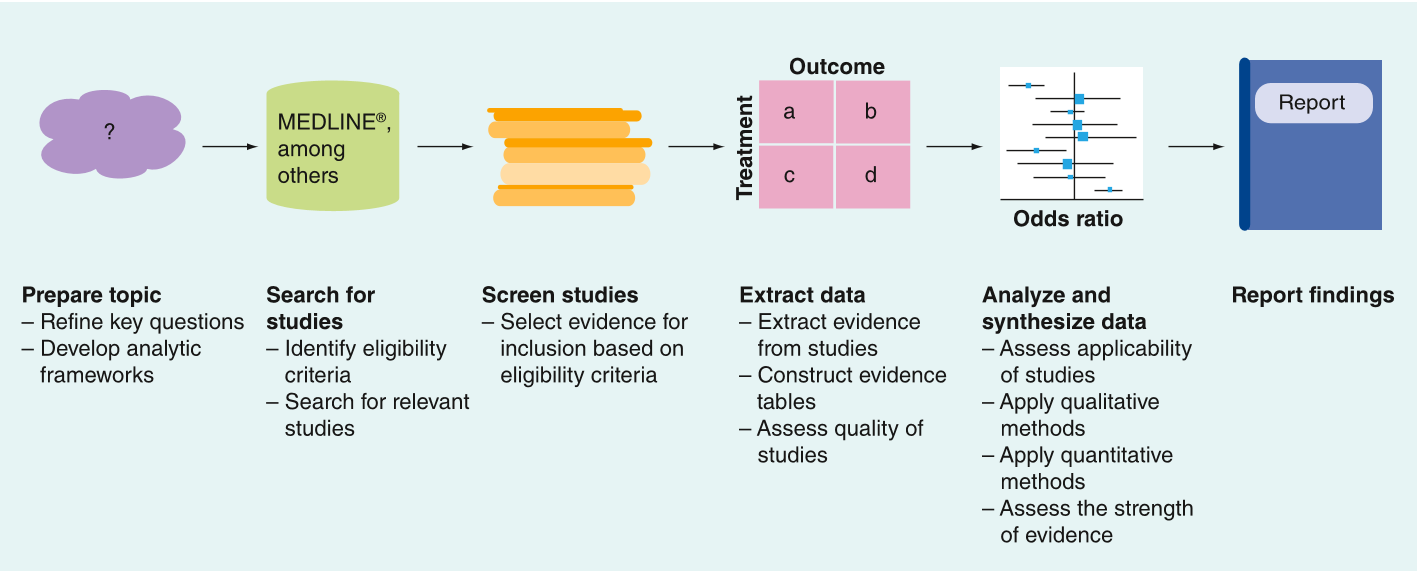 ?
MEDLINE®,
among
others
Outcome
Treatment
a
b
c
d
Odds ratio
Report
Prepare topic
– Refine key questions
– Develop analytic
frameworks
Search for
studies
– Identify eligibility
criteria
– Search for relevant
studies
Screen studies
– Select evidence for
inclusion based on
eligibility criteria
Extract data
– Extract evidence
from studies
– Construct evidence
tables
– Assess quality of
studies
Analyze and
synthesize data
– Assess applicability
of studies
– Apply qualitative
methods
– Apply quantitative
methods
– Assess the strength
of evidence
Report findings